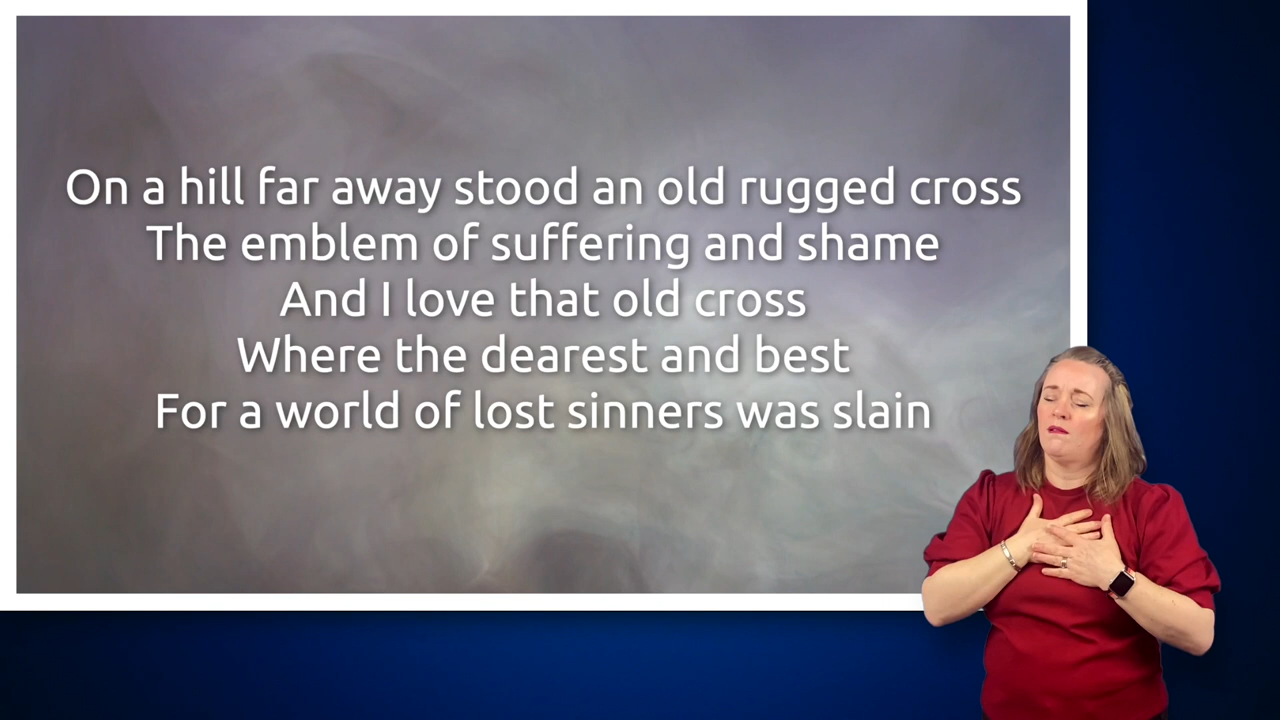 On a hill far away stood an old rugged cross
The emblem of suffering and shame
And I love that old cross
Where the dearest and best
For a world of lost sinners was slain